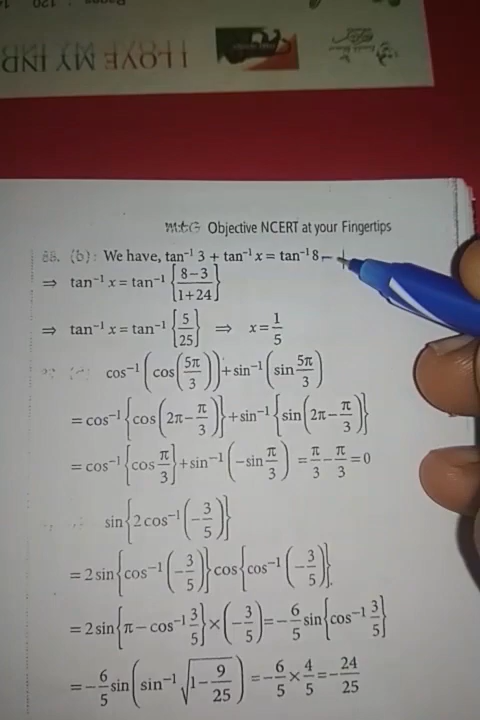 I LOVE MY IND
mtG Objective NCERT at your Fingertips
88. (b): We have, tan⁻¹ 3 + tan⁻¹ x = tan⁻¹ 8
⇒ tan⁻¹ x = tan⁻¹ {(8−3)/(1+24)}
⇒ tan⁻¹ x = tan⁻¹ {5/25} ⇒ x = 1/5
cos⁻¹(cos(5π/3)) + sin⁻¹(sin 5π/3)
= cos⁻¹{cos(2π − π/3)} + sin⁻¹{sin(2π − π/3)}
= cos⁻¹{cos π/3} + sin⁻¹(−sin π/3) = π/3 − π/3 = 0
sin{2cos⁻¹(−3/5)}
= 2 sin{cos⁻¹(−3/5)} cos{cos⁻¹(−3/5)}.
= 2 sin{π − cos⁻¹ 3/5} × (−3/5) = −6/5 sin{cos⁻¹ 3/5}
= −6/5 sin(sin⁻¹ √(1 − 9/25)) = −6/5 × 4/5 = −24/25